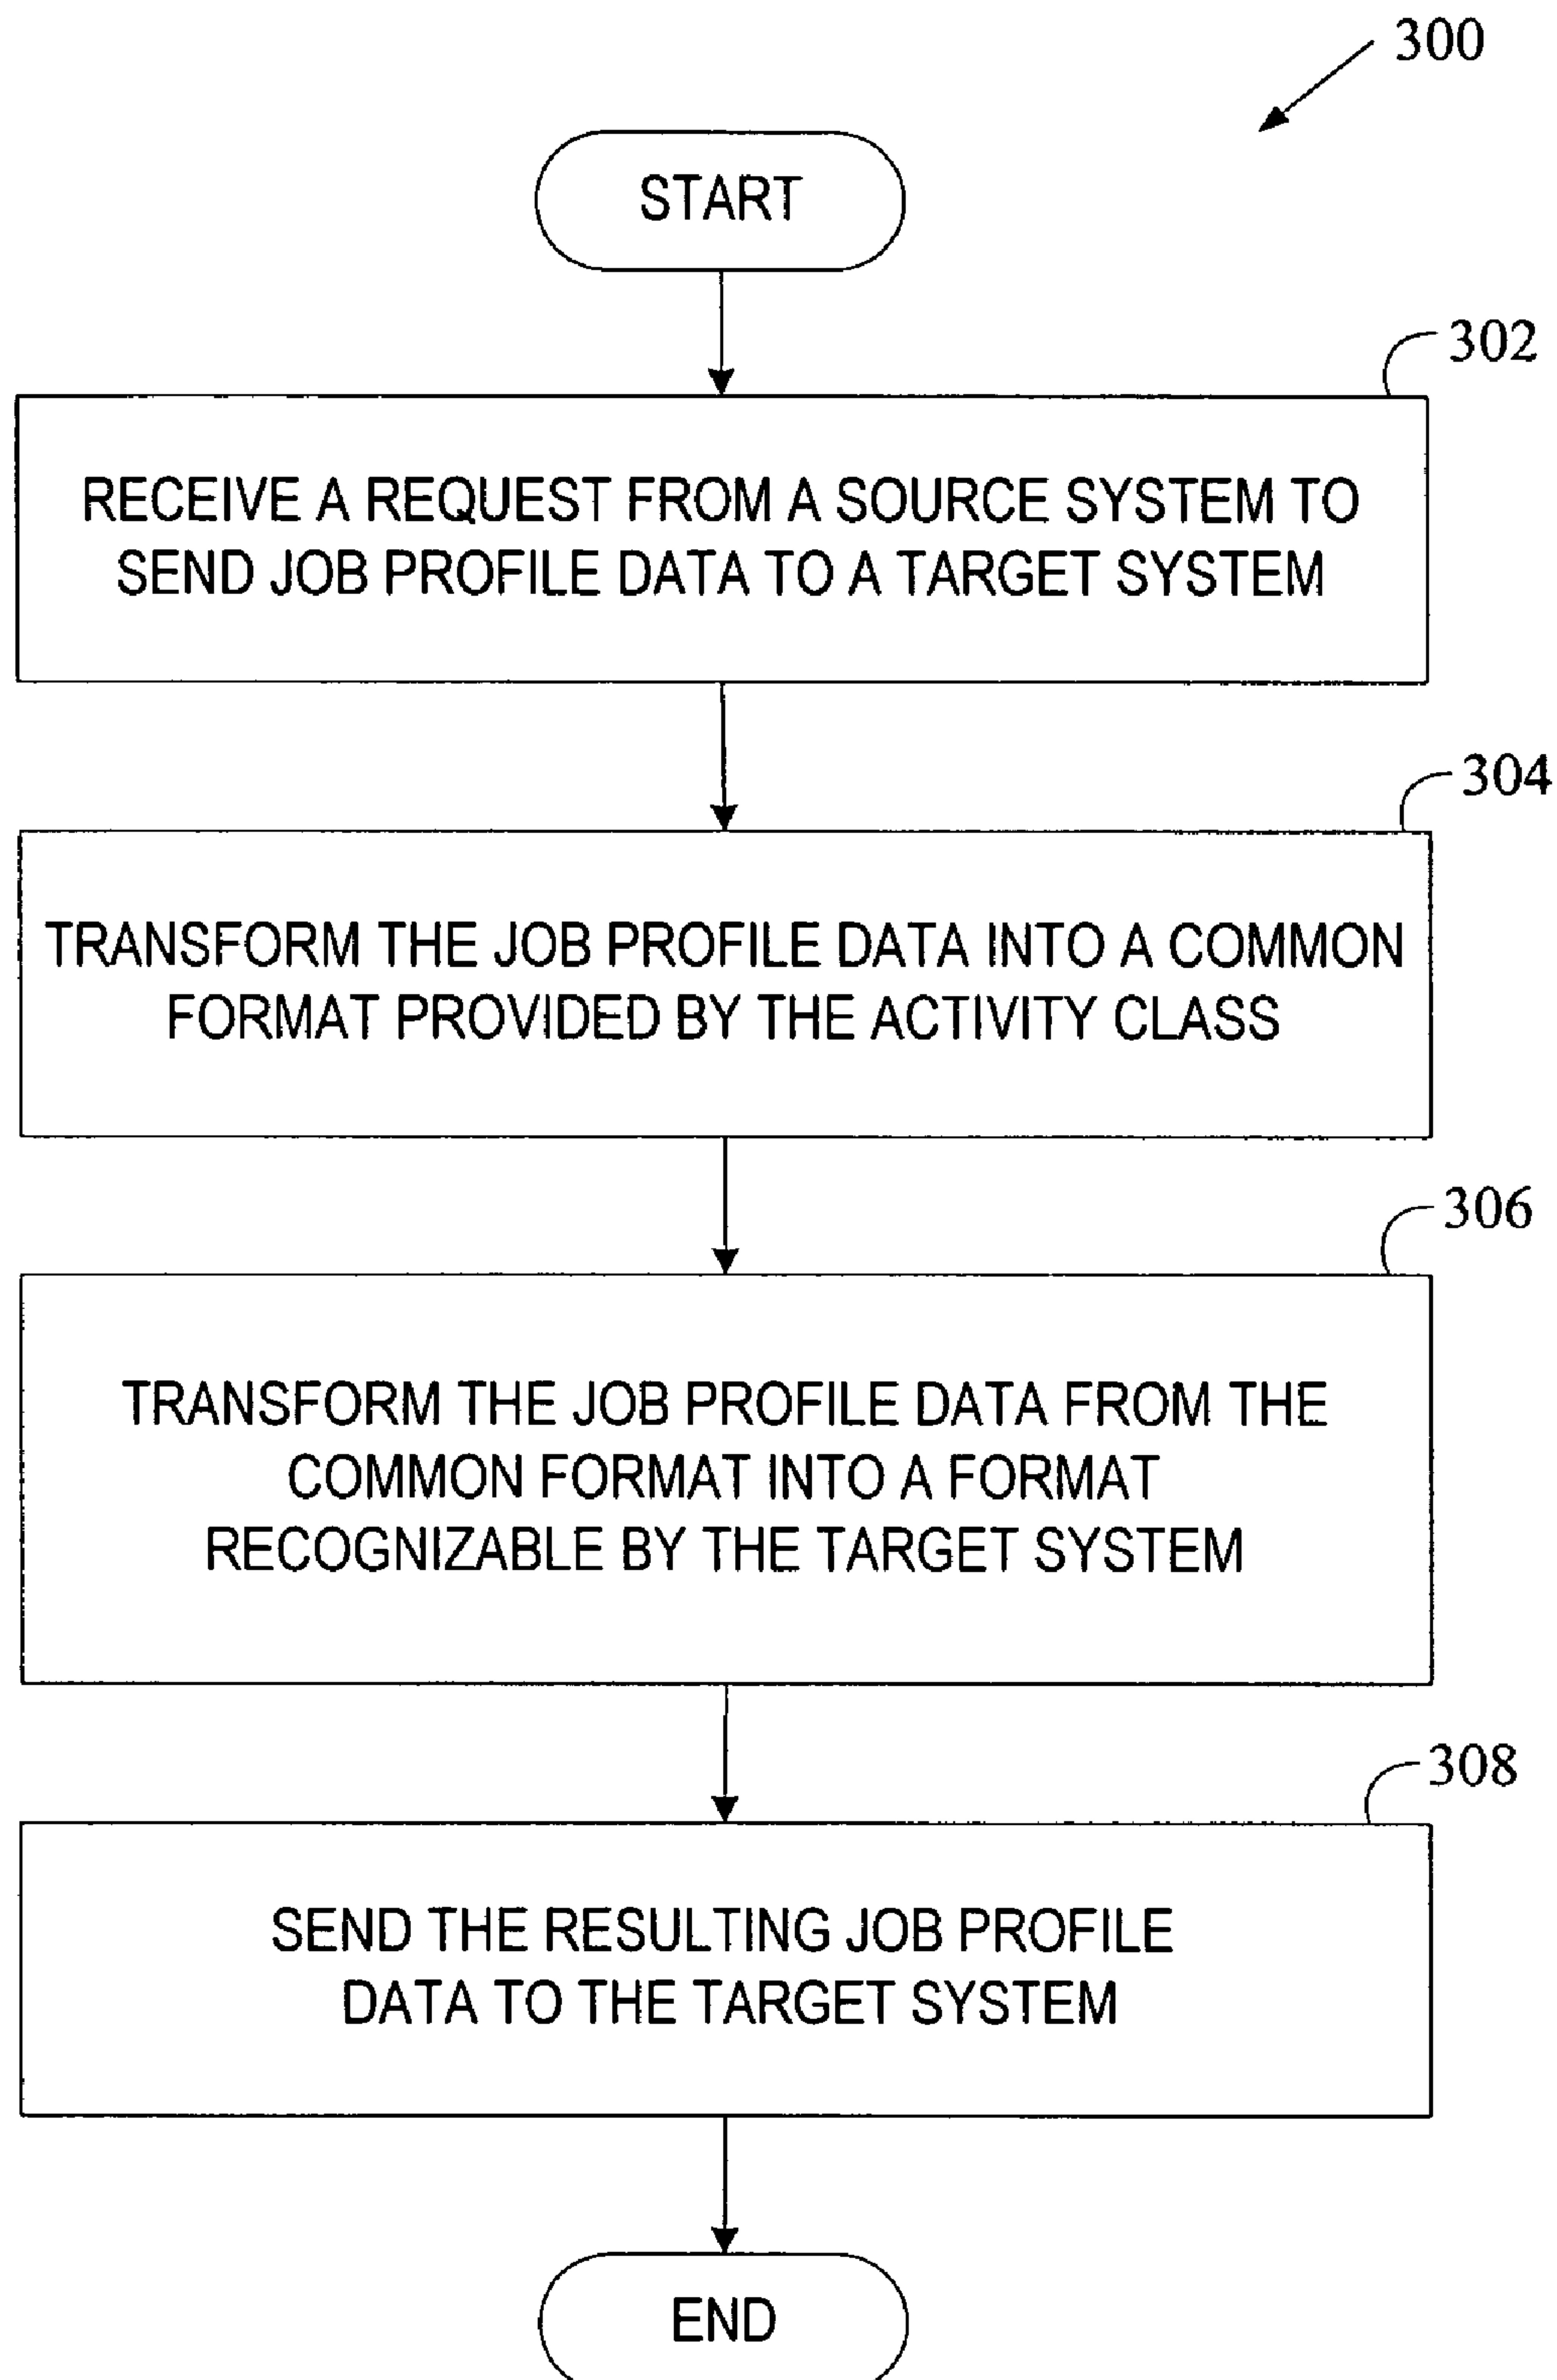 300
START
302
RECEIVE A REQUEST FROM A SOURCE SYSTEM TO
SEND JOB PROFILE DATA TO A TARGET SYSTEM
304
TRANSFORM THE JOB PROFILE DATA INTO A COMMON
FORMAT PROVIDED BY THE ACTIVITY CLASS
306
TRANSFORM THE JOB PROFILE DATA FROM THE
COMMON FORMAT INTO A FORMAT
RECOGNIZABLE BY THE TARGET SYSTEM
308
SEND THE RESULTING JOB PROFILE
DATA TO THE TARGET SYSTEM
END